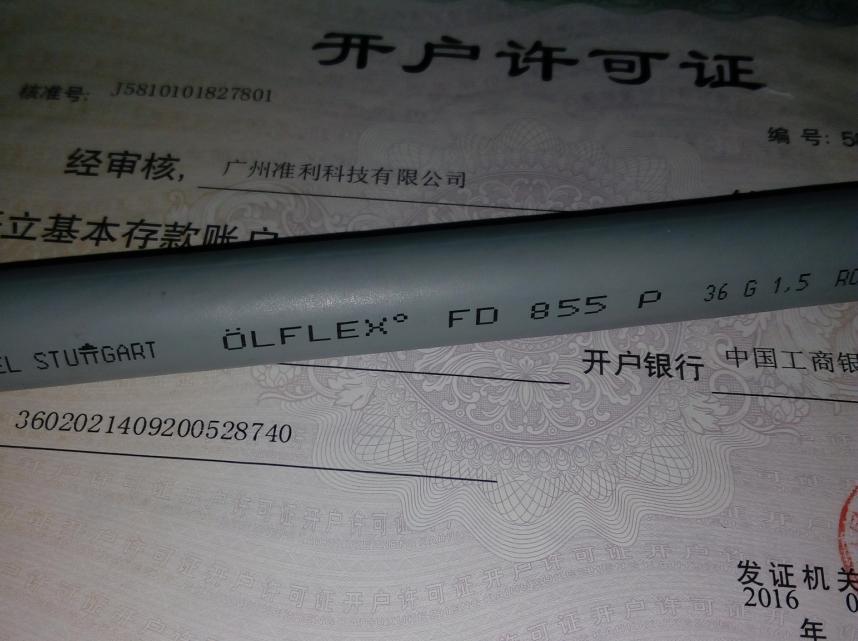 开户许可证
核准号: J5810101827801
编 号: 5
经审核, 广州准利科技有限公司
立基本存款账户
EL STUTTGART ÖLFLEX® FD 855 P 36 G 1,5
开户银行 中国工商银
3602021409200528740
发证机关
2016 0
年